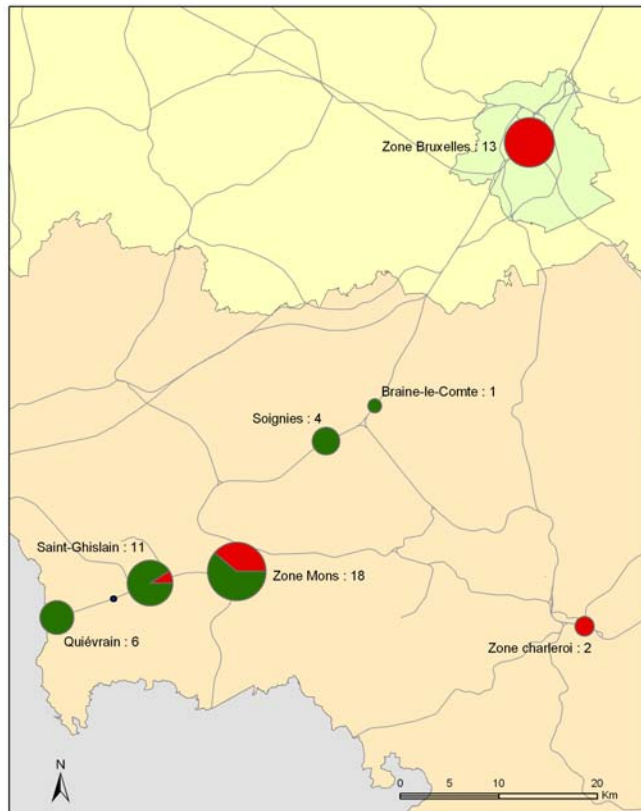 Zone Bruxelles : 13
Braine-le-Comte : 1
Soignies : 4
Saint-Ghislain : 11
Zone Mons : 18
Quiévrain : 6
Zone charleroi : 2
N
0 5 10 20
Km